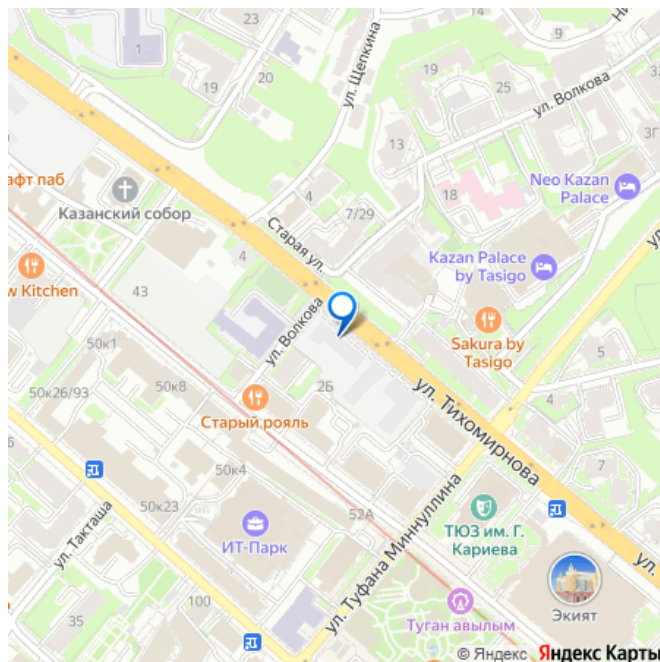 1
19
20
ул. Щепкина
9
19
25
ул. Волкова
13
4
афт паб
Казанский собор
7/29
18
Neo Kazan
Palace
Старая ул.
4
Kazan Palace
by Tasigo
w Kitchen
43
ул. Волкова
Sakura by
Tasigo
5
50к1
4
50к8
2Б
50к26/93
Старый рояль
ул. Тихомирнова
7
50к4
50к23
52А
ИТ-Парк
ТЮЗ им. Г.
Кариева
ул. Такташа
ул. Туфана Миннуллина
ул.
Экият
100
Туган авылым
35
© Яндекс Яндекс Карты